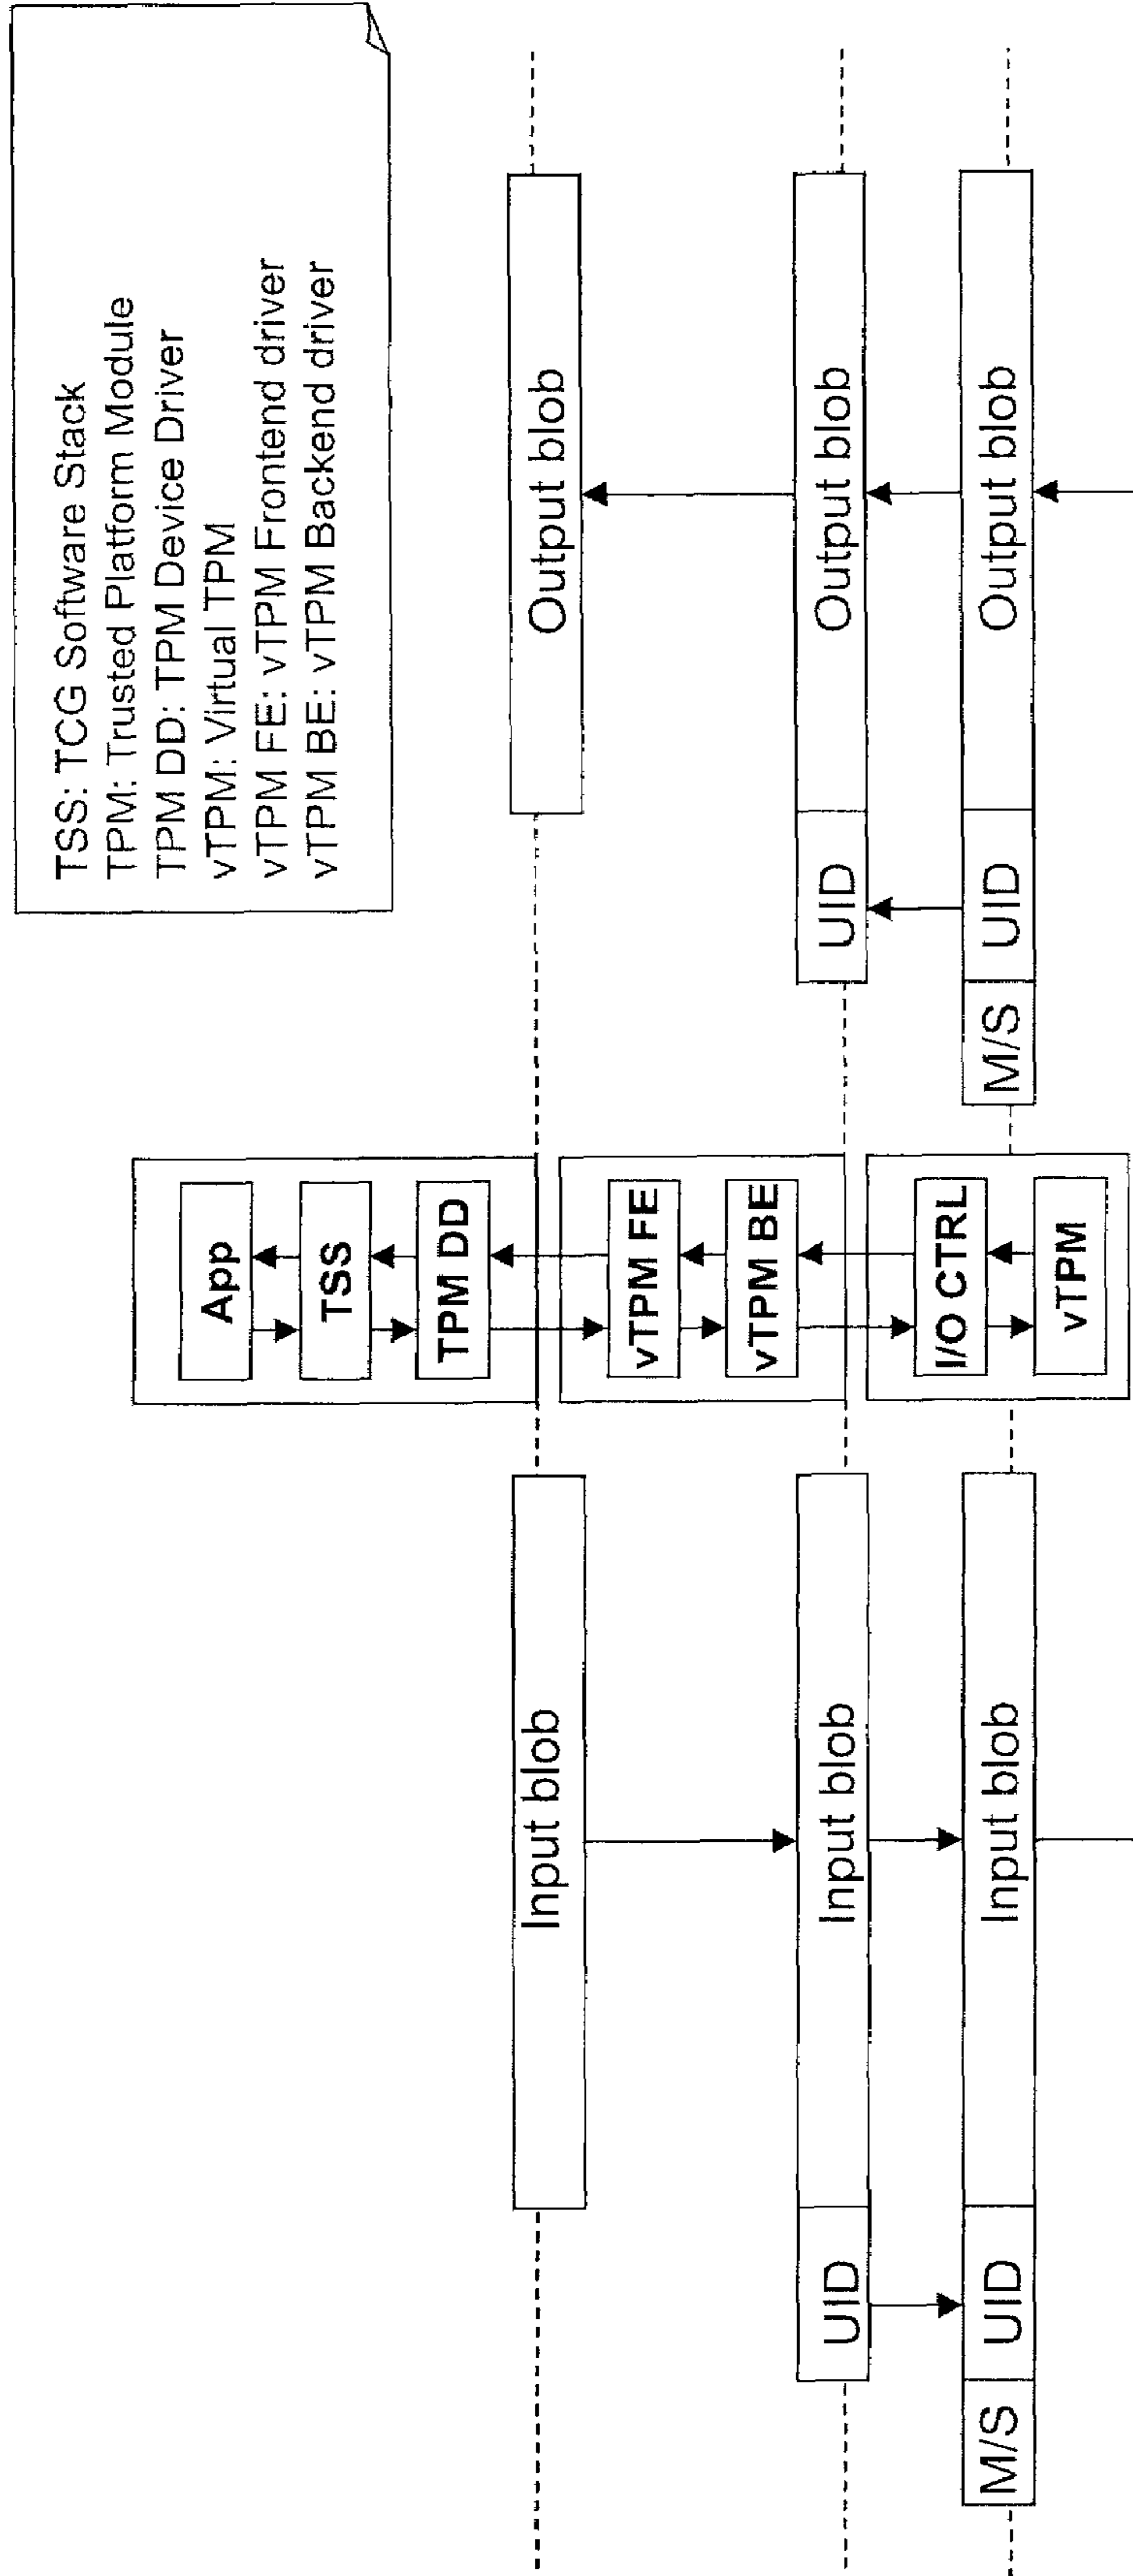 TSS: TCG Software Stack
TPM: Trusted Platform Module
TPM DD: TPM Device Driver
vTPM: Virtual TPM
vTPM FE: vTPM Frontend driver
vTPM BE: vTPM Backend driver
App
TSS
TPM DD
Input blob
Output blob
vTPM FE
vTPM BE
UID Input blob
UID Output blob
I/O CTRL
M/S UID Input blob
M/S UID Output blob
vTPM